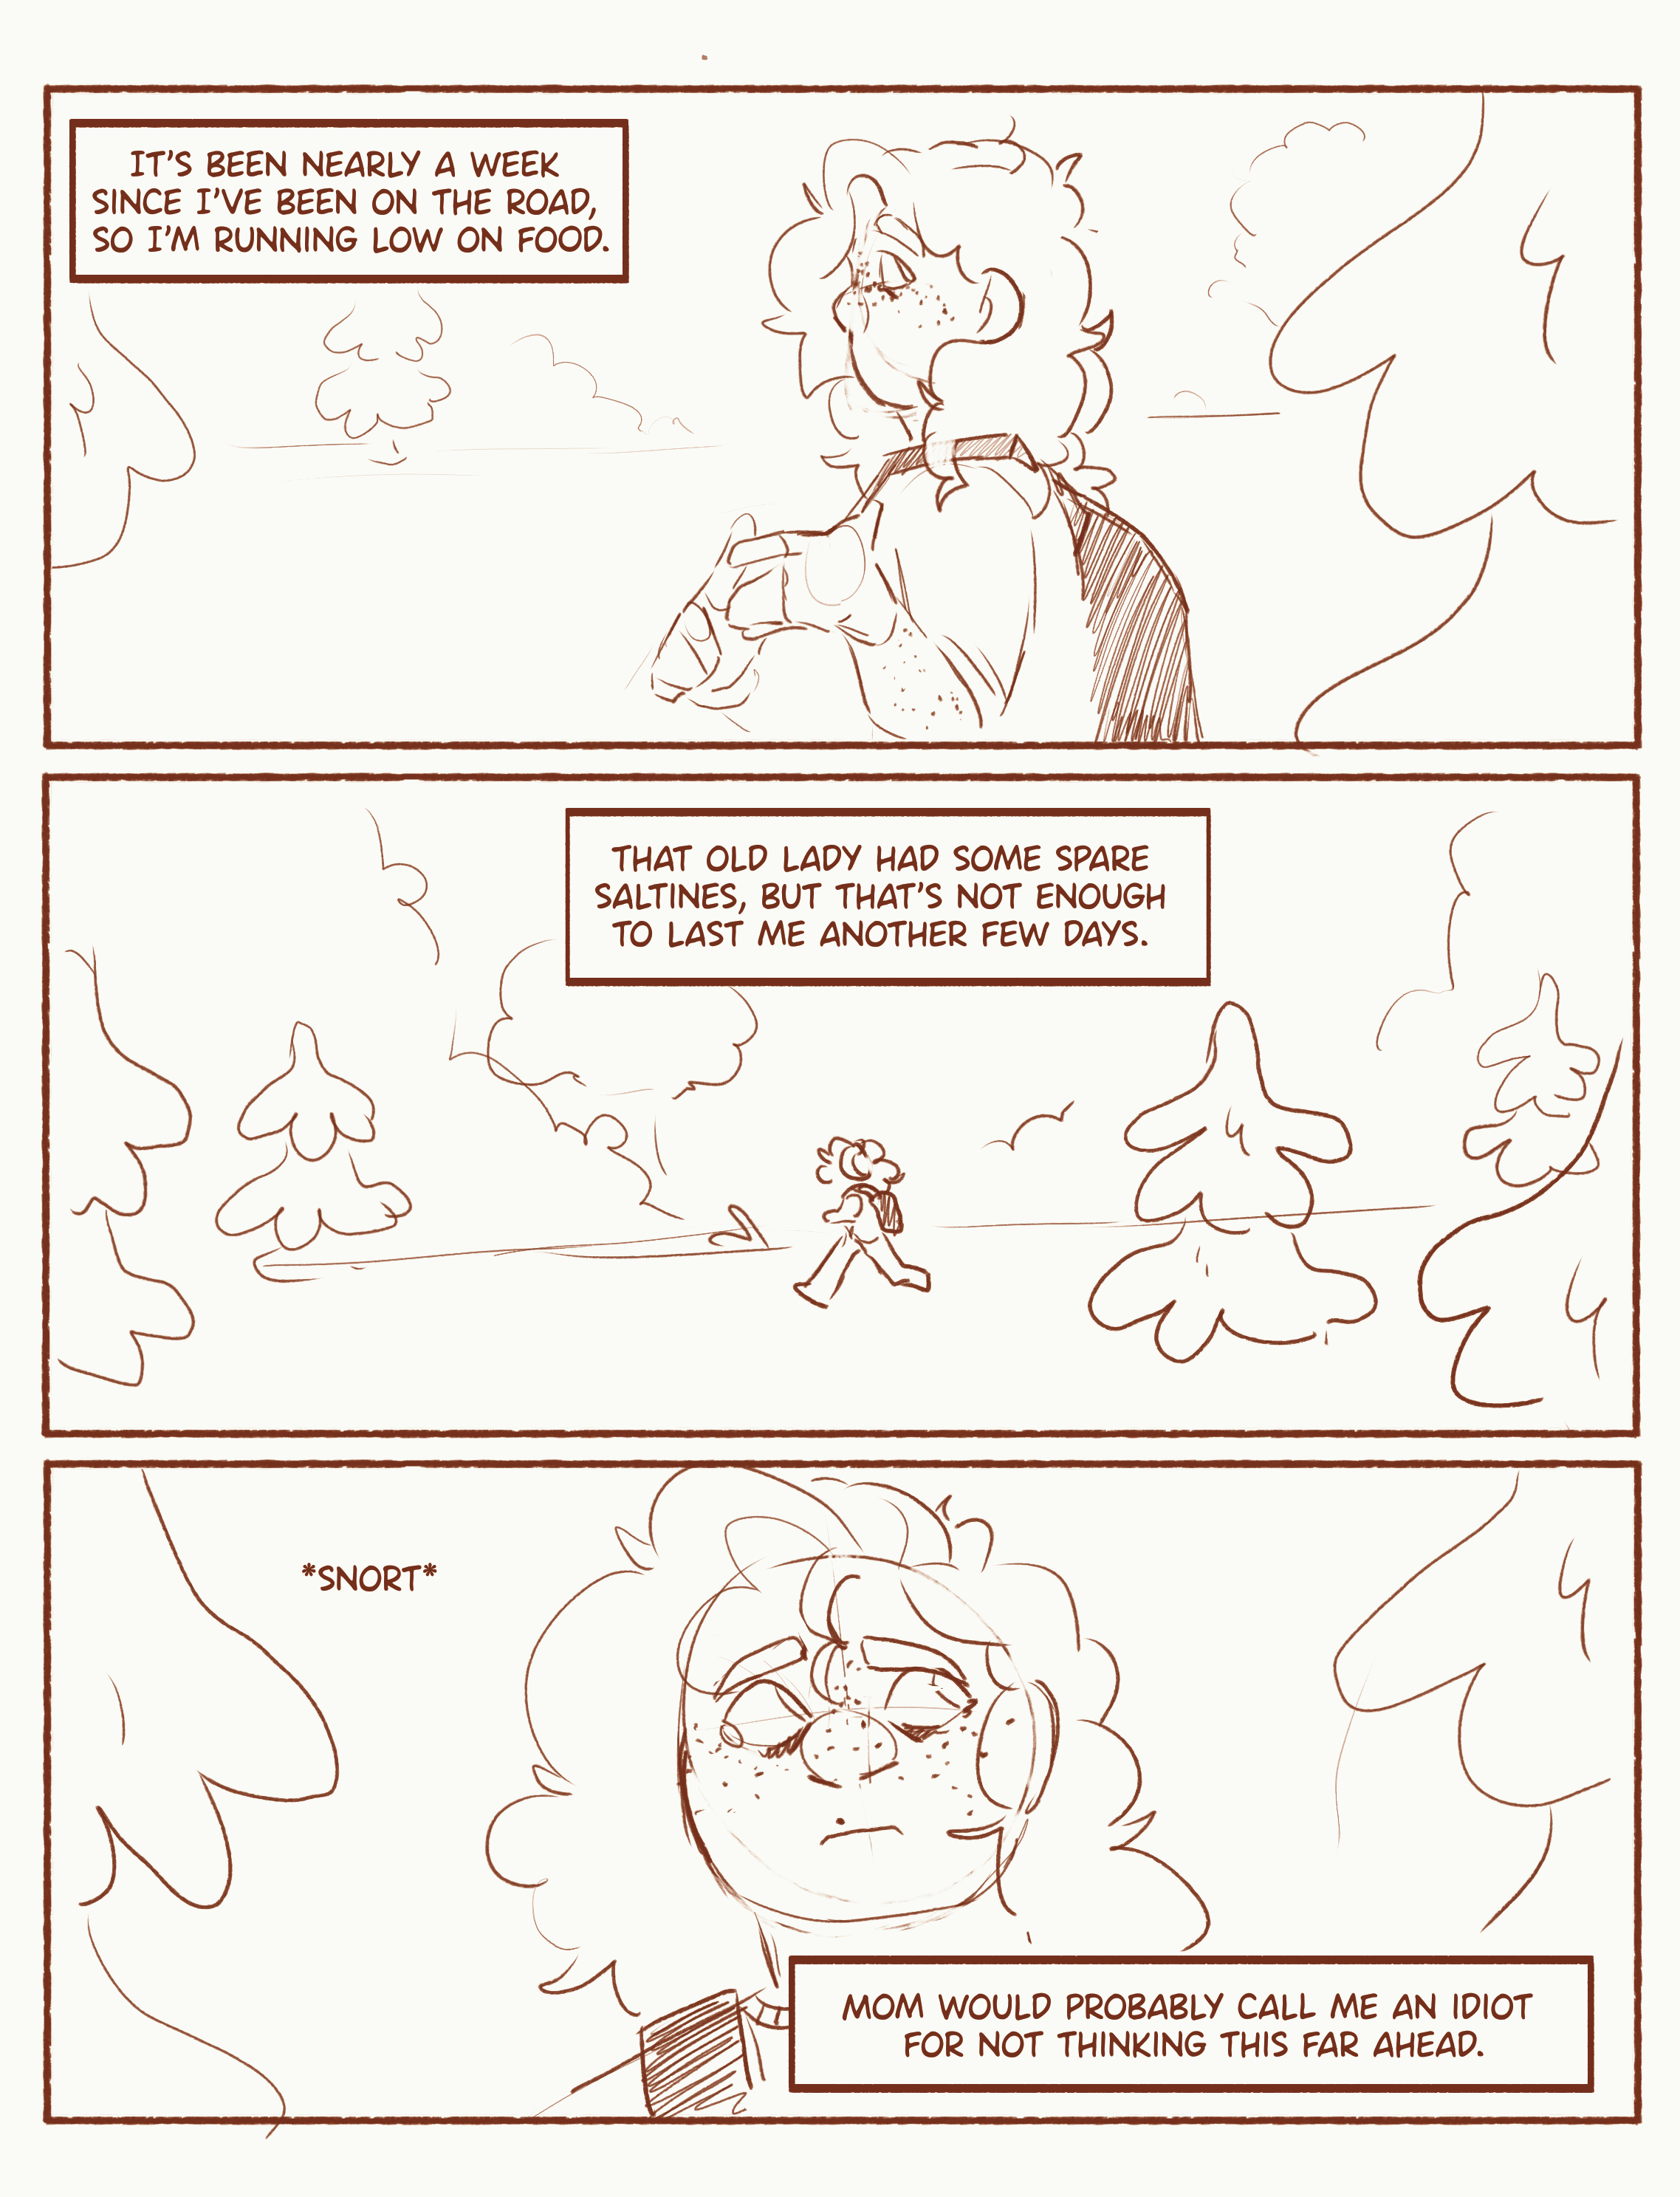 IT'S BEEN NEARLY A WEEK
SINCE I'VE BEEN ON THE ROAD,
SO I'M RUNNING LOW ON FOOD.
THAT OLD LADY HAD SOME SPARE
SALTINES, BUT THAT'S NOT ENOUGH
TO LAST ME ANOTHER FEW DAYS.
*SNORT*
MOM WOULD PROBABLY CALL ME AN IDIOT
FOR NOT THINKING THIS FAR AHEAD.